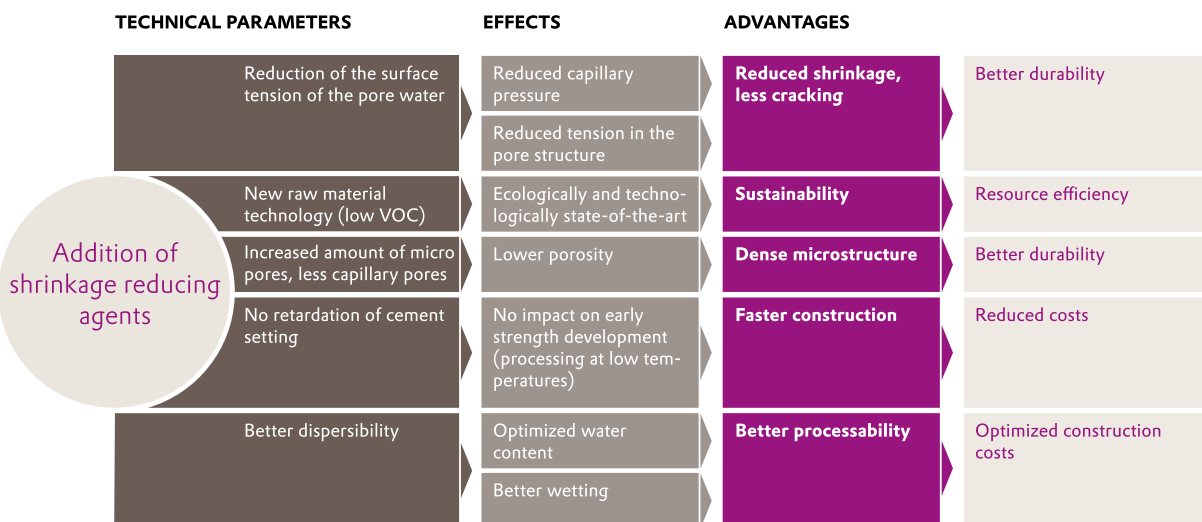 TECHNICAL PARAMETERS
EFFECTS
ADVANTAGES
Addition of
shrinkage reducing
agents
Reduction of the surface
tension of the pore water
Reduced capillary
pressure
Reduced tension in the
pore structure
Reduced shrinkage,
less cracking
Better durability
New raw material
technology (low VOC)
Ecologically and techno-
logically state-of-the-art
Sustainability
Resource efficiency
Increased amount of micro
pores, less capillary pores
Lower porosity
Dense microstructure
Better durability
No retardation of cement
setting
No impact on early
strength development
(processing at low tem-
peratures)
Faster construction
Reduced costs
Better dispersibility
Optimized water
content
Better wetting
Better processability
Optimized construction
costs